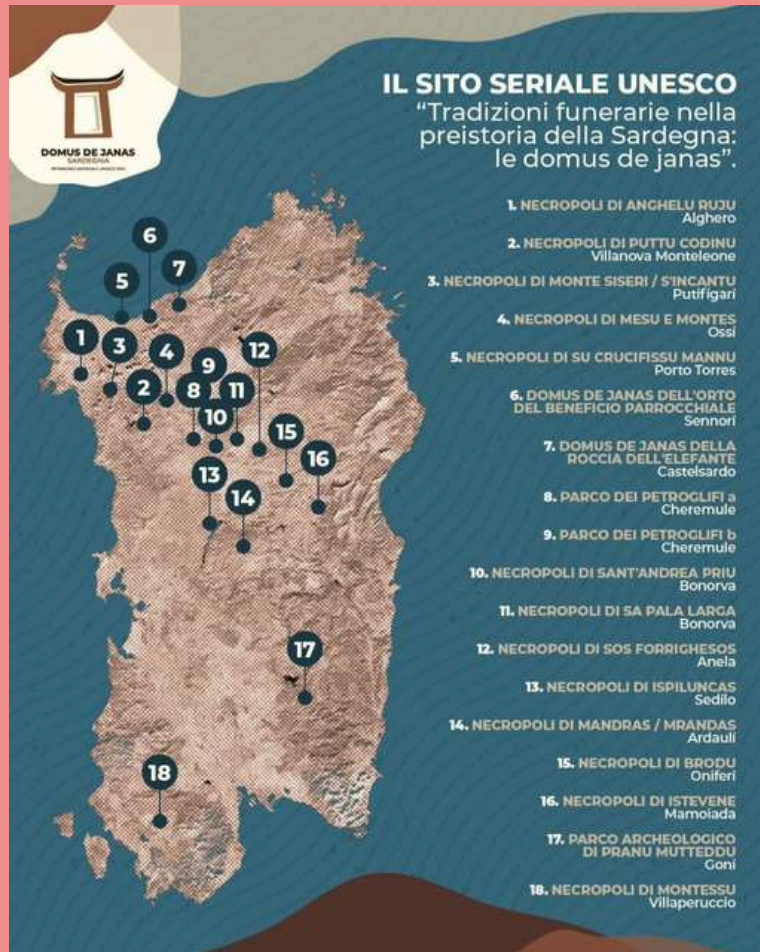 DOMUS DE JANAS
SARDEGNA
IL SITO SERIALE UNESCO
“Tradizioni funerarie nella
preistoria della Sardegna:
le domus de janas”.
1. NECROPOLI DI ANGHELU RUJU
Alghero
2. NECROPOLI DI PUTTU CODINU
Villanova Monteleone
3. NECROPOLI DI MONTE SISERI / S'INCANTU
Putifigari
4. NECROPOLI DI MESU E MONTES
Ossi
5. NECROPOLI DI SU CRUCIFISSU MANNU
Porto Torres
6. DOMUS DE JANAS DELL'ORTO
DEL BENEFICIO PARROCCHIALE
Sennori
7. DOMUS DE JANAS DELLA
ROCCIA DELL'ELEFANTE
Castelsardo
8. PARCO DEI PETROGLIFI a
Cheremule
9. PARCO DEI PETROGLIFI b
Cheremule
10. NECROPOLI DI SANT'ANDREA PRIU
Bonorva
11. NECROPOLI DI SA PALA LARGA
Bonorva
12. NECROPOLI DI SOS FORRIGHESOS
Anela
13. NECROPOLI DI ISPILUNCAS
Sedilo
14. NECROPOLI DI MANDRAS / MRANDAS
Ardauli
15. NECROPOLI DI BRODU
Oniferi
16. NECROPOLI DI ISTEVENE
Mamoiada
17. PARCO ARCHEOLOGICO
DI PRANU MUTTEDDU
Goni
18. NECROPOLI DI MONTESSU
Villaperuccio
6
5
7
1
3
4
9
12
2
8
11
10
15
16
13
14
17
18